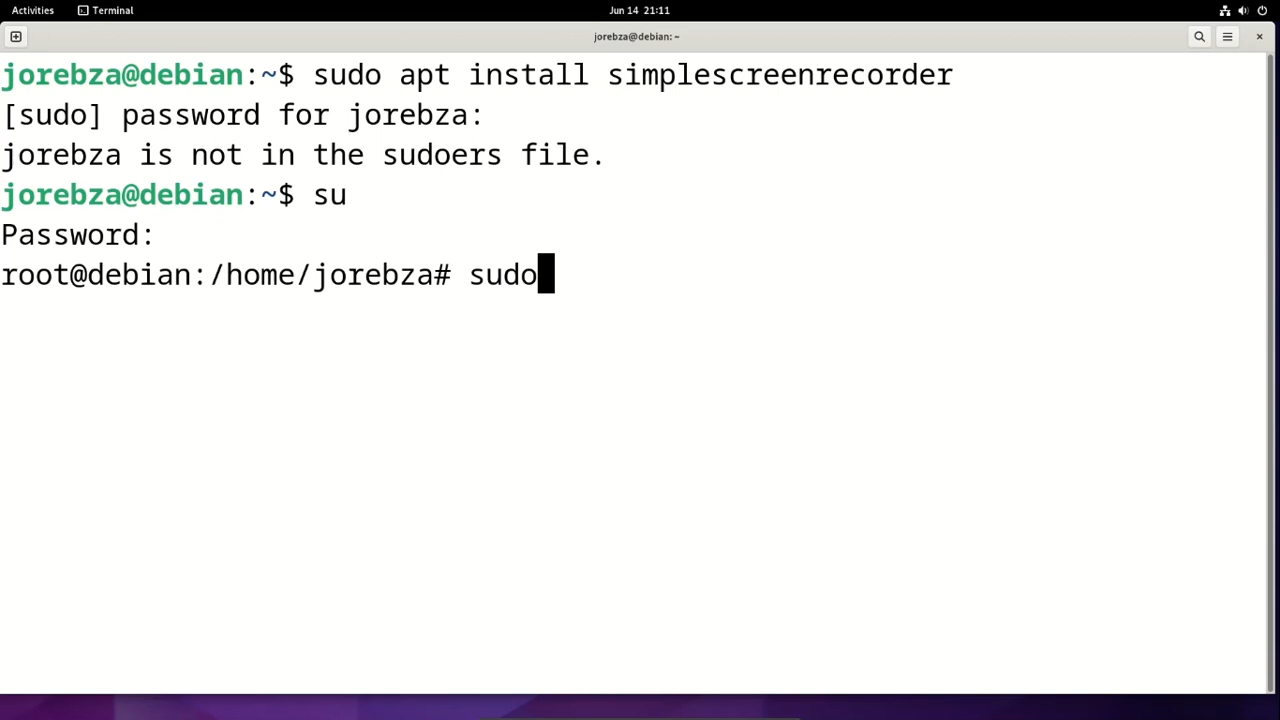 Activities Terminal Jun 14 21:11
jorebza@debian: ~
jorebza@debian:~$ sudo apt install simplescreenrecorder
[sudo] password for jorebza:
jorebza is not in the sudoers file.
jorebza@debian:~$ su
Password:
root@debian:/home/jorebza# sudo